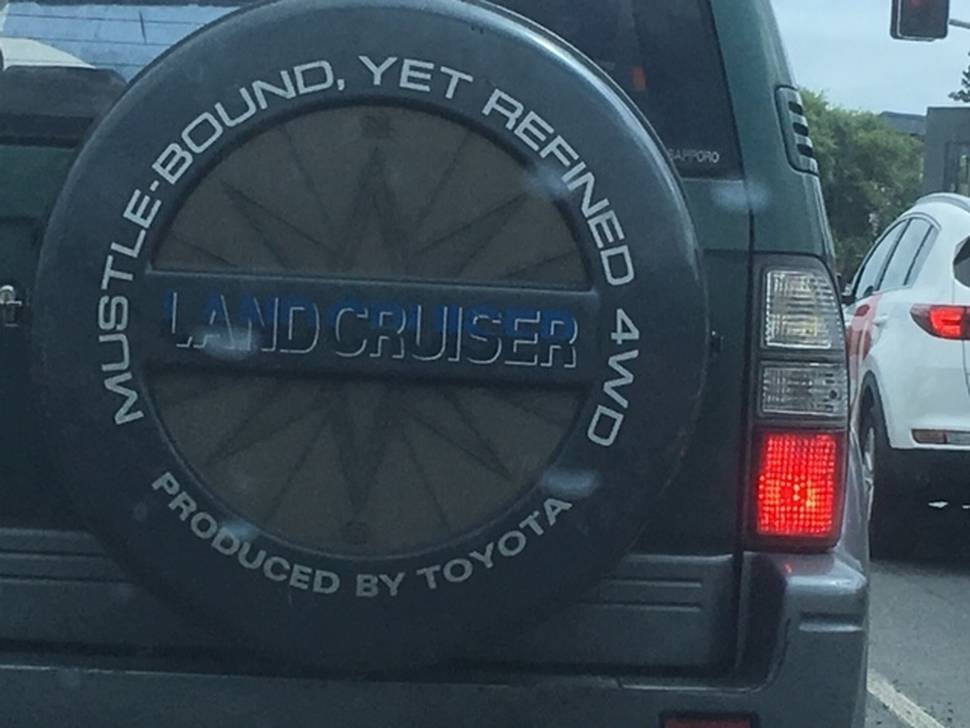 MUSTLE-BOUND, YET REFINED 4WD
LAND CRUISER
PRODUCED BY TOYOTA
SAPPORO